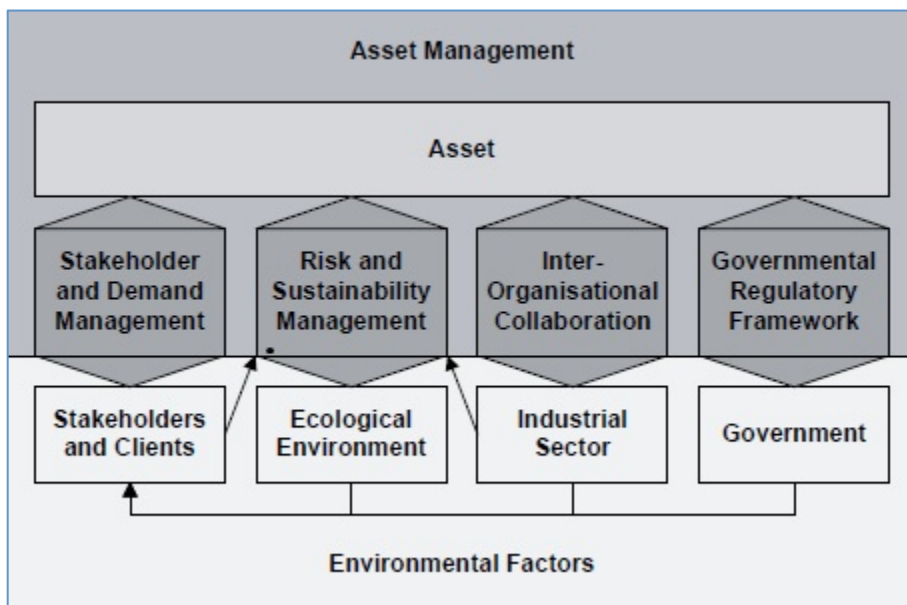 Asset Management
Asset
Stakeholder
and Demand
Management
Risk and
Sustainability
Management
Inter-
Organisational
Collaboration
Governmental
Regulatory
Framework
Stakeholders
and Clients
Ecological
Environment
Industrial
Sector
Government
Environmental Factors